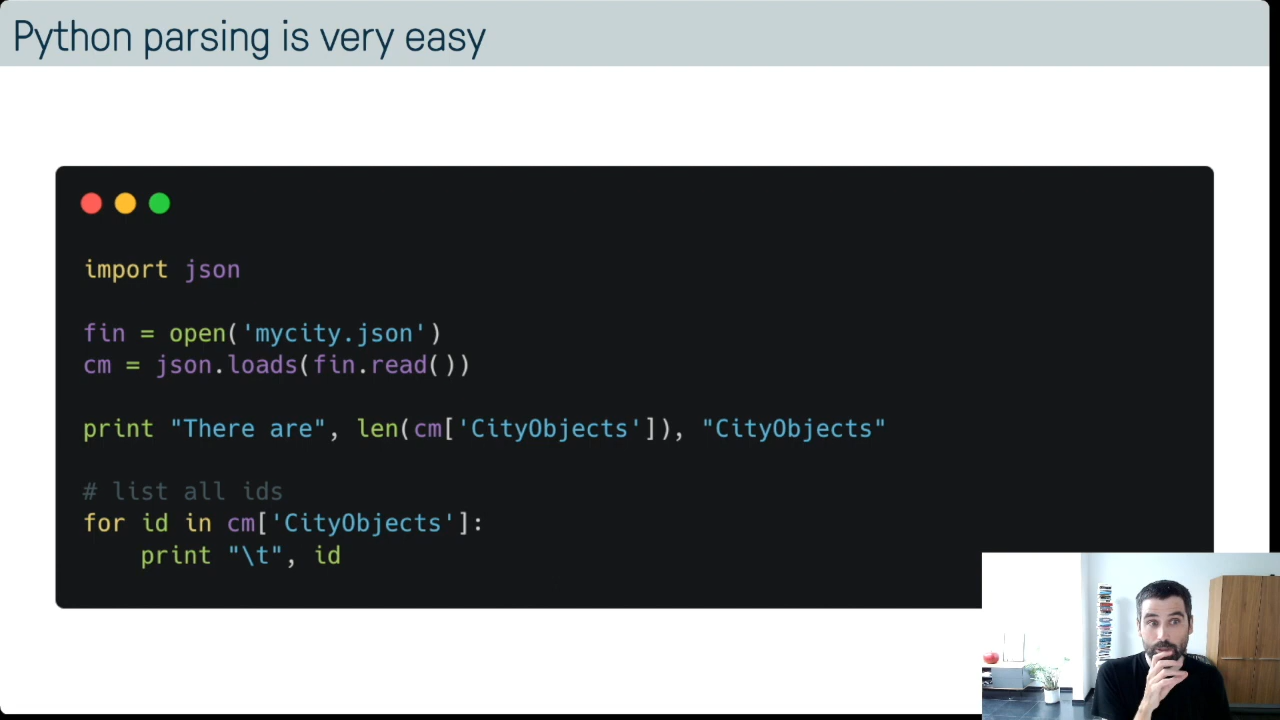 Python parsing is very easy
import json
fin = open('mycity.json')
cm = json.loads(fin.read())
print "There are", len(cm['CityObjects']), "CityObjects"
# list all ids
for id in cm['CityObjects']:
    print "\t", id